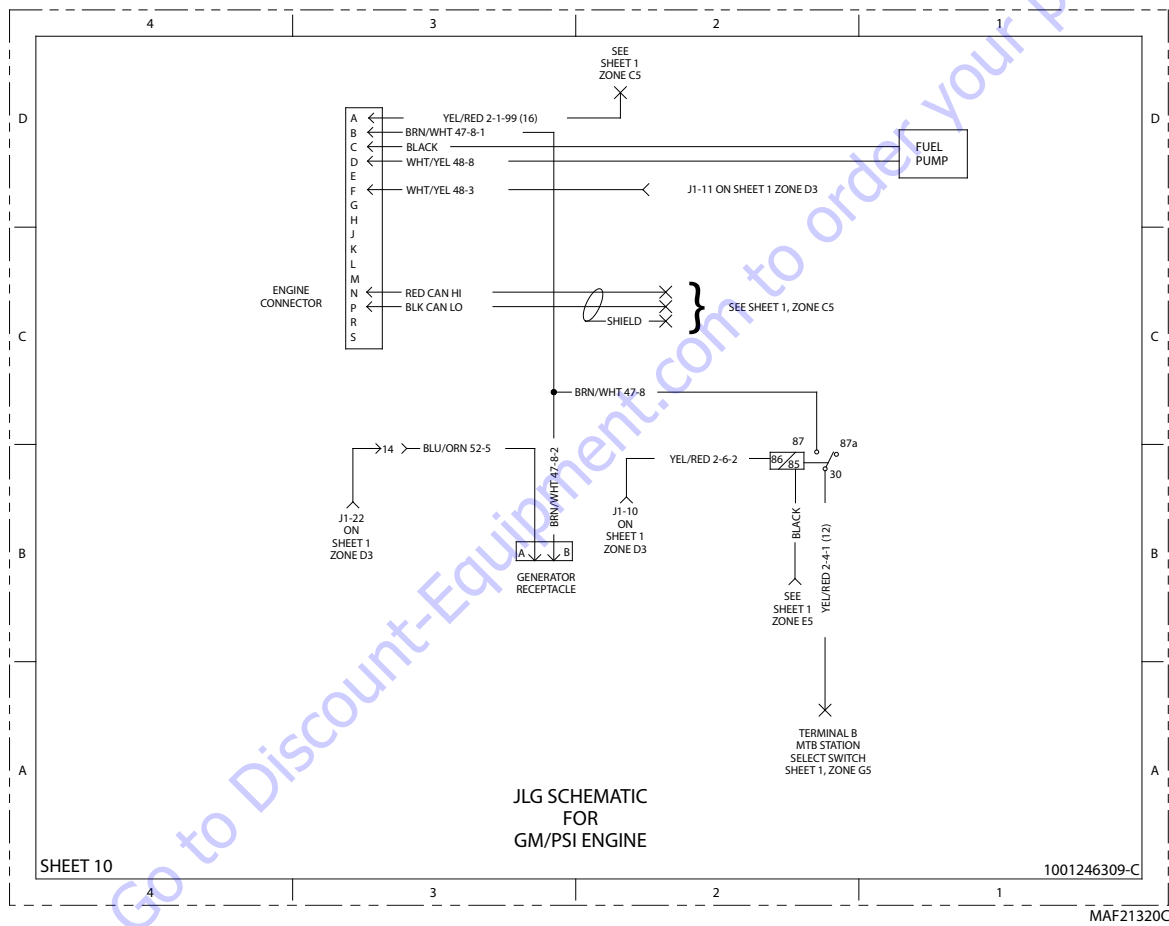 4 3 2 1
SEE
SHEET 1
ZONE C5
D
D
A YEL/RED 2-1-99 (16)
B BRN/WHT 47-8-1
C BLACK
D WHT/YEL 48-8
E
F WHT/YEL 48-3
G
H
J
K
L
M
N RED CAN HI
P BLK CAN LO
R
S
FUEL
PUMP
J1-11 ON SHEET 1 ZONE D3
ENGINE
CONNECTOR
SHIELD
}
SEE SHEET 1, ZONE C5
C
C
BRN/WHT 47-8
14 BLU/ORN 52-5
BRN/WHT 47-8-2
YEL/RED 2-6-2
86 85
87 87a
30
J1-22
ON
SHEET 1
ZONE D3
A B
GENERATOR
RECEPTACLE
J1-10
ON
SHEET 1
ZONE D3
BLACK
SEE
SHEET 1
ZONE E5
YEL/RED 2-4-1 (12)
B
B
TERMINAL B
MTB STATION
SELECT SWITCH
SHEET 1, ZONE G5
A
A
JLG SCHEMATIC
FOR
GM/PSI ENGINE
SHEET 10
1001246309-C
4 3 2 1
MAF21320C
Go to Discount-Equipment.com to order your p